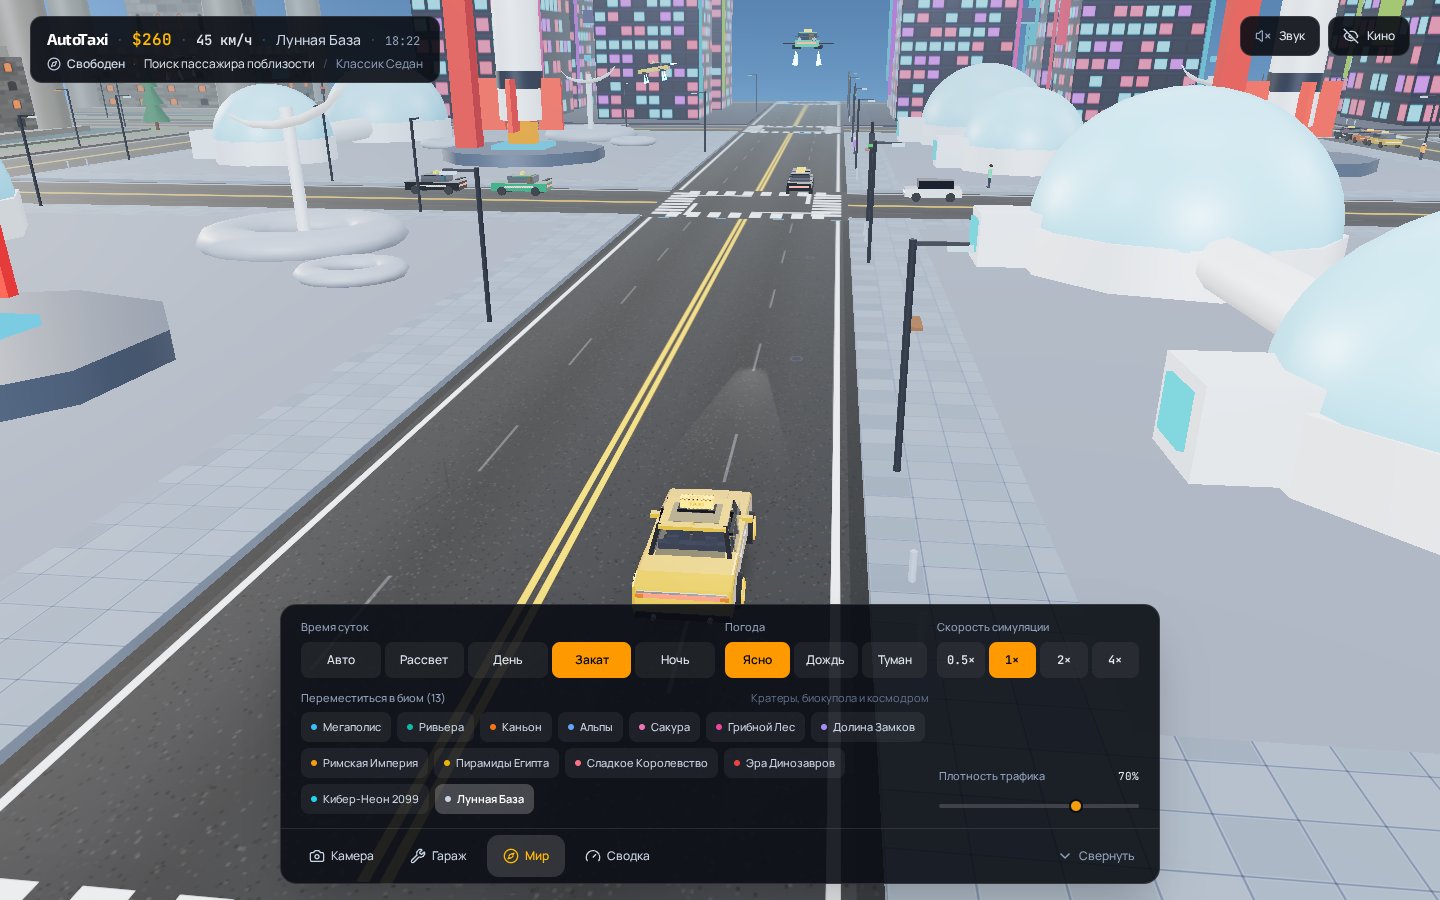 AutoTaxi · $260 · 45 км/ч · Лунная База · 18:22
Свободен · Поиск пассажира поблизости / Классик Седан
Звук
Кино
Время суток
Авто
Рассвет
День
Закат
Ночь
Погода
Ясно
Дождь
Туман
Скорость симуляции
0.5×
1×
2×
4×
Переместиться в биом (13)
Кратеры, биокупола и космодром
Мегаполис
Ривьера
Каньон
Альпы
Сакура
Грибной Лес
Долина Замков
Римская Империя
Пирамиды Египта
Сладкое Королевство
Эра Динозавров
Кибер-Неон 2099
Лунная База
Плотность трафика
70%
Камера
Гараж
Мир
Сводка
Свернуть